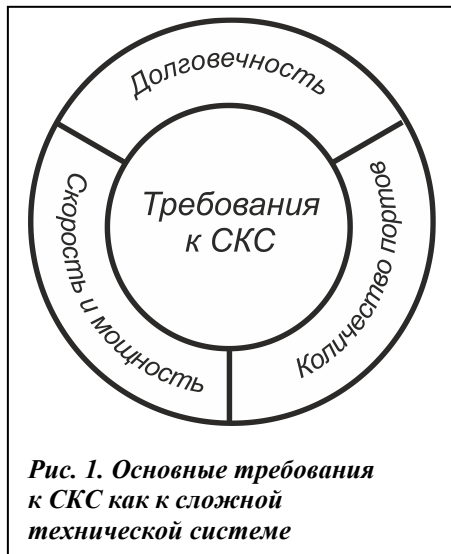 Долговечность
Скорость и мощность
Требования
к СКС
Количество портов
Рис. 1. Основные требования
к СКС как к сложной
технической системе